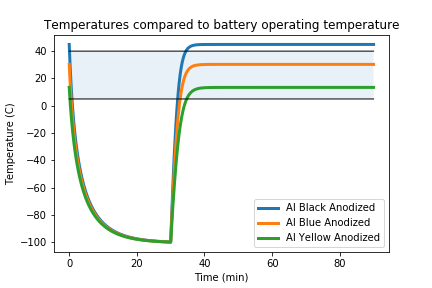 Temperatures compared to battery operating temperature
Temperature (C)
40
20
0
−20
−40
−60
−80
−100
0
20
40
60
80
Time (min)
Al Black Anodized
Al Blue Anodized
Al Yellow Anodized